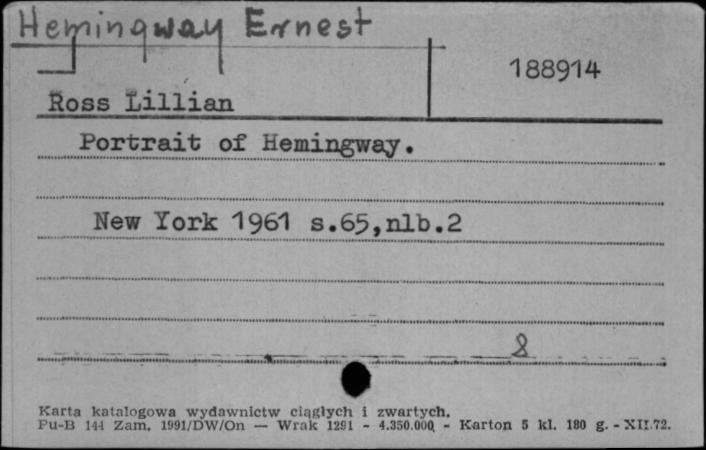 Hemingway Ernest
188914
Ross Lillian
Portrait of Hemingway.
New York 1961 s.65,nlb.2
8
Karta katalogowa wydawnictw ciągłych i zwartych.
Pu-B 144 Zam. 1991/DW/On — Wrak 1291 - 4.350.000 - Karton 5 kl. 180 g. - XII.72.